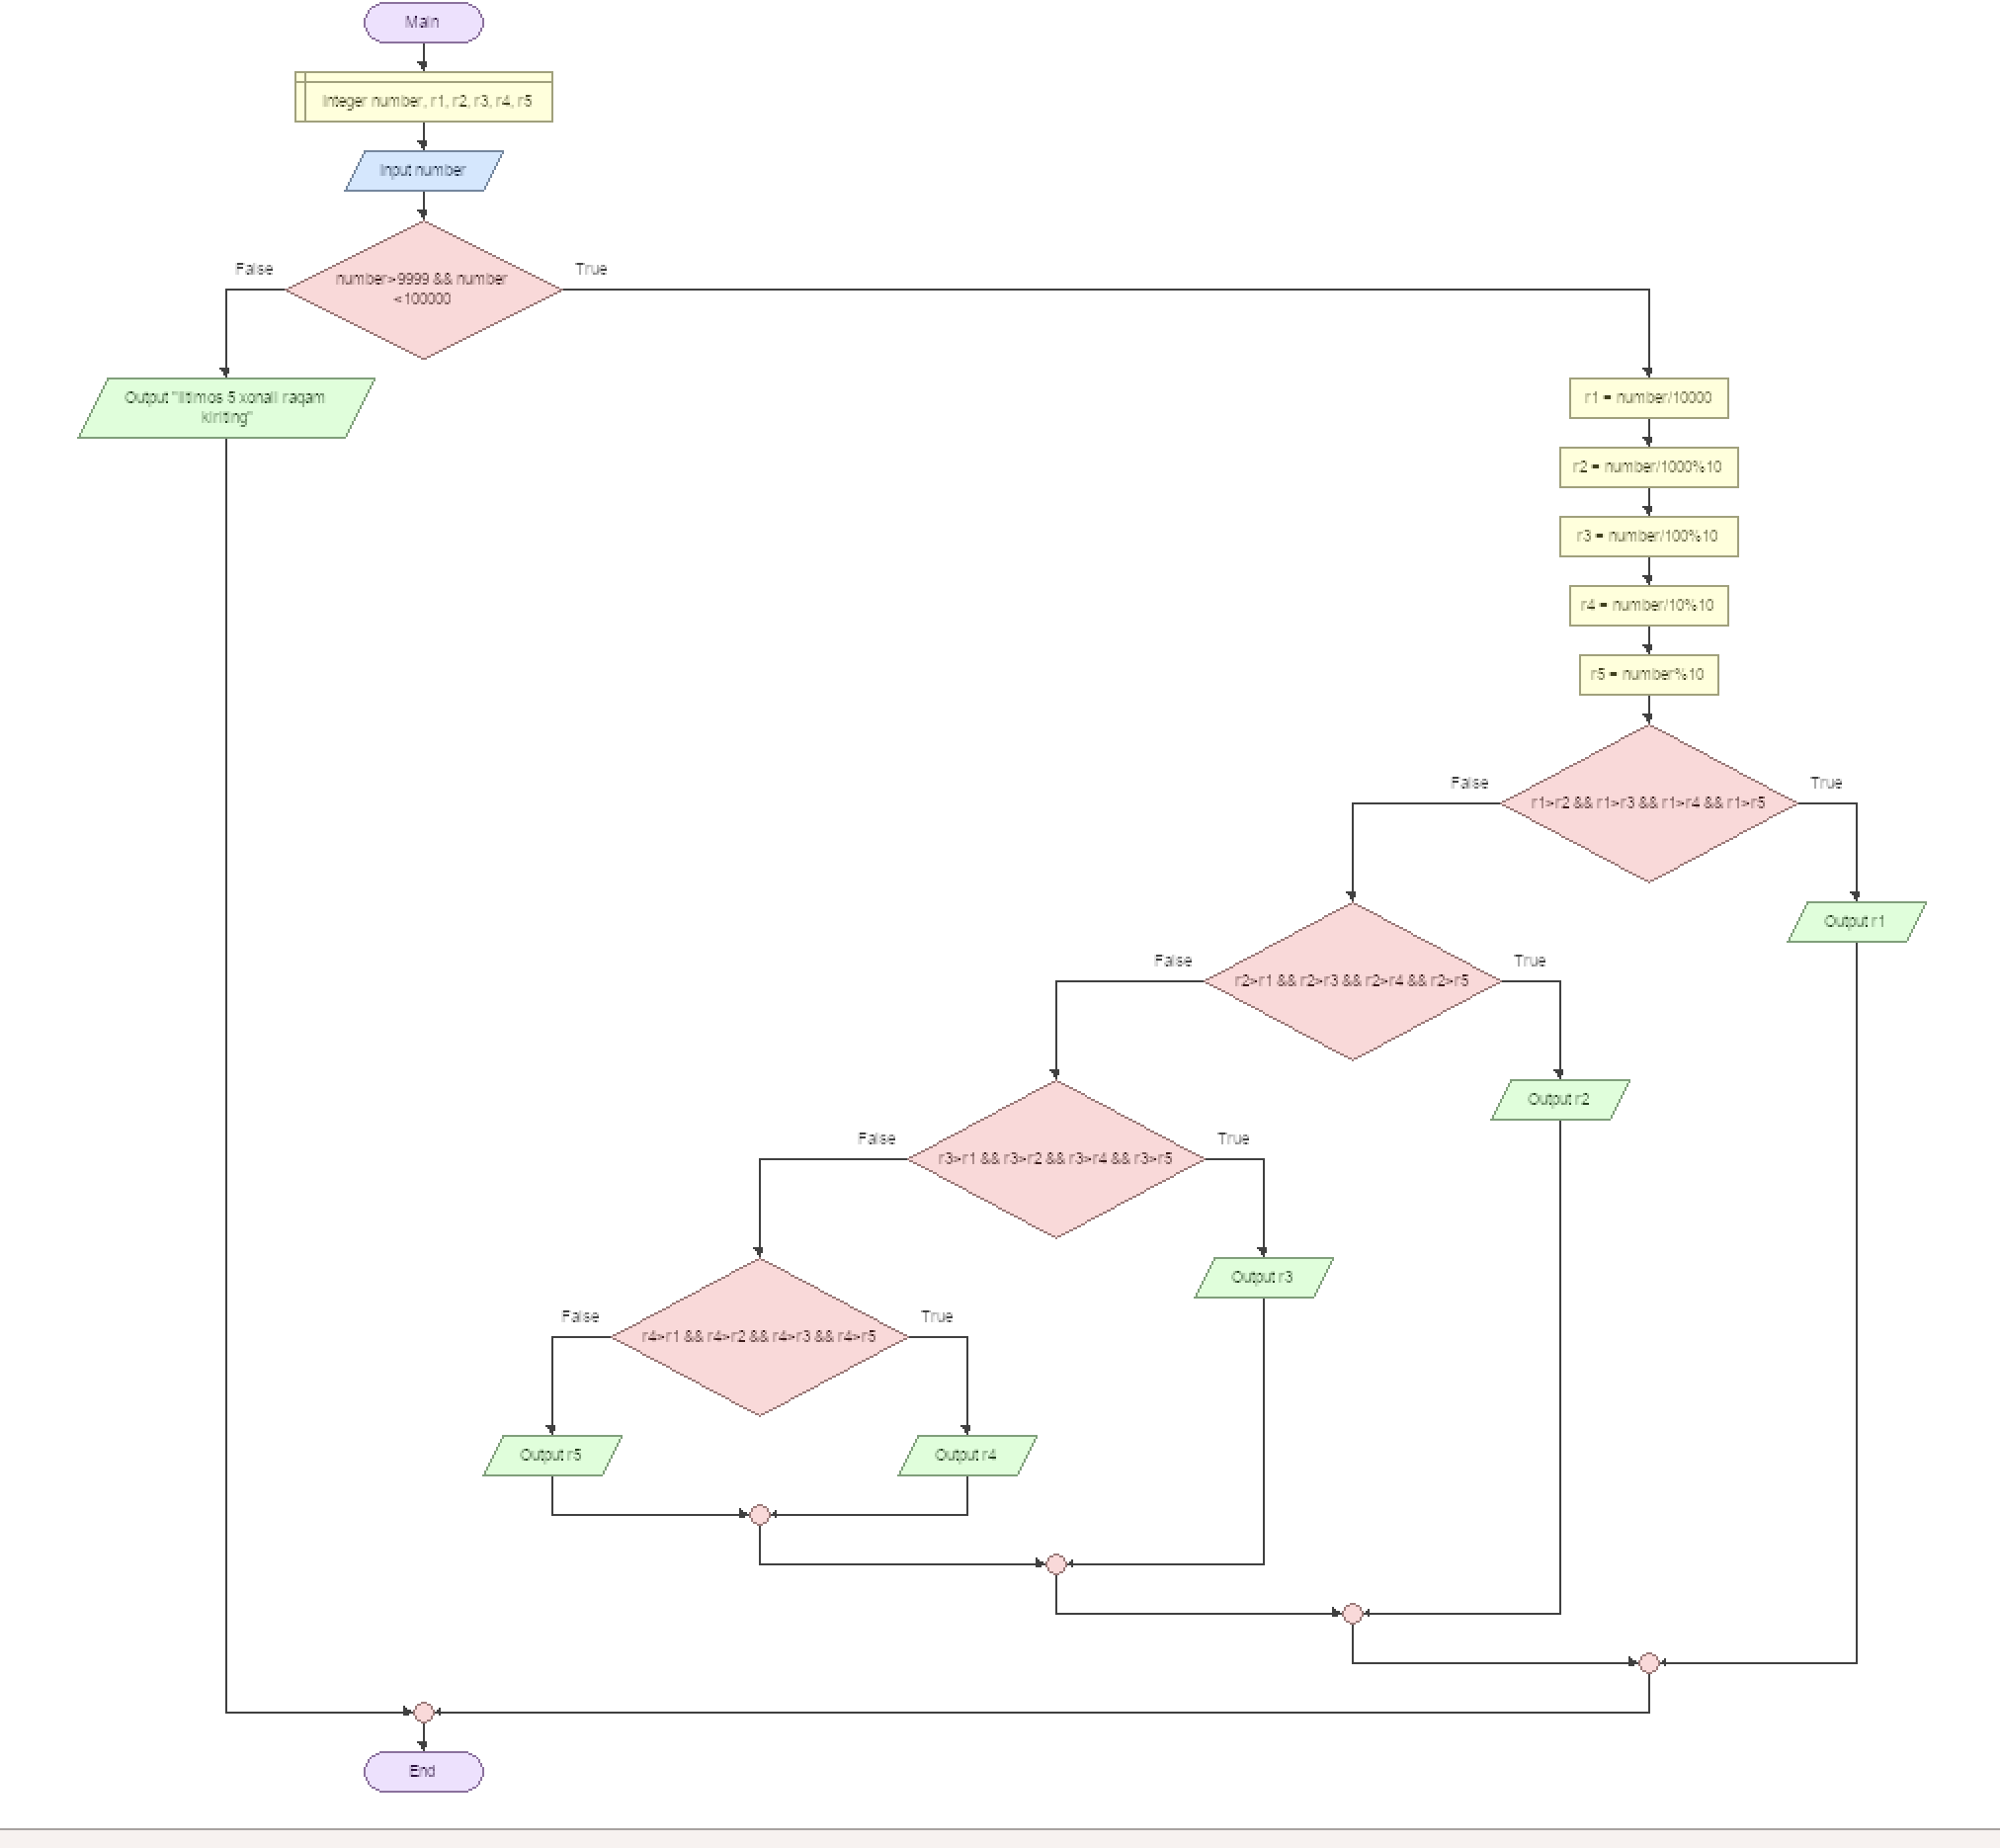 Main
Integer number, r1, r2, r3, r4, r5
Input number
False
True
number>9999 && number
<100000
Output "Iltimos 5 xonali raqam
kiriting"
r1 = number/10000
r2 = number/1000%10
r3 = number/100%10
r4 = number/10%10
r5 = number%10
False
True
r1>r2 && r1>r3 && r1>r4 && r1>r5
Output r1
False
True
r2>r1 && r2>r3 && r2>r4 && r2>r5
Output r2
False
True
r3>r1 && r3>r2 && r3>r4 && r3>r5
Output r3
False
True
r4>r1 && r4>r2 && r4>r3 && r4>r5
Output r5
Output r4
End